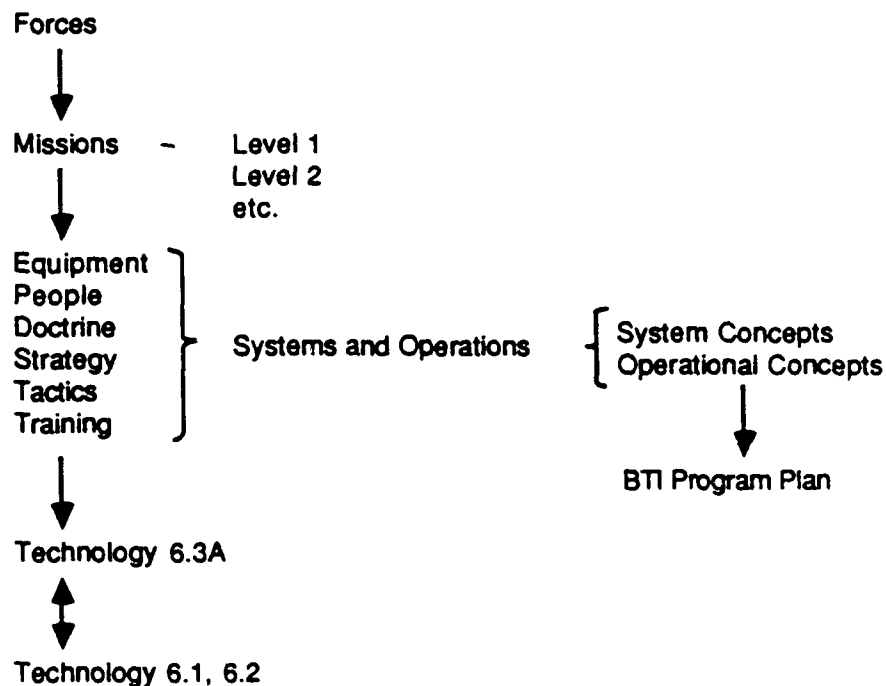 Forces
Missions - Level 1
Level 2
etc.
Equipment
People
Doctrine
Strategy
Tactics
Training
Systems and Operations
System Concepts
Operational Concepts
BTI Program Plan
Technology 6.3A
Technology 6.1, 6.2